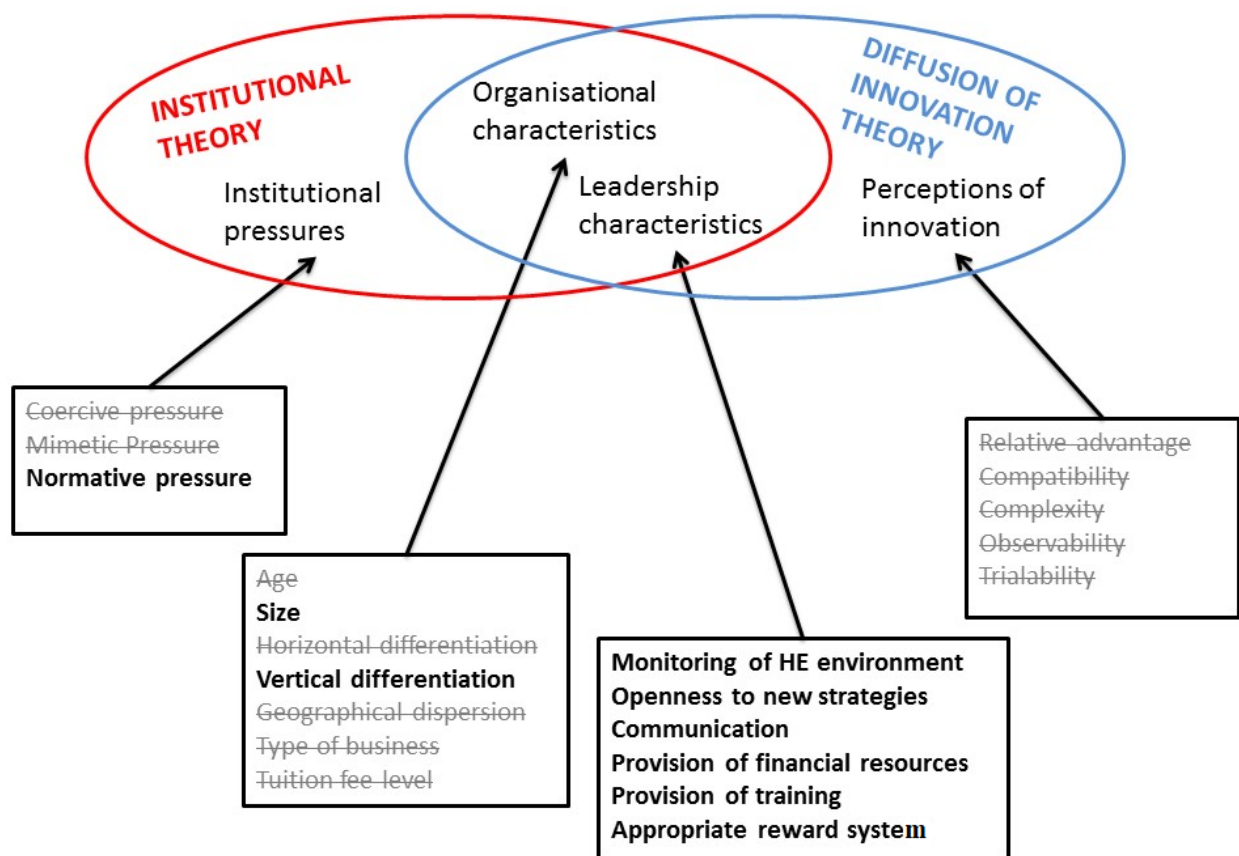 INSTITUTIONAL
THEORY
Organisational
characteristics
DIFFUSION OF
INNOVATION
THEORY
Institutional
pressures
Leadership
characteristics
Perceptions of
innovation
Coercive pressure
Mimetic Pressure
Normative pressure
Age
Size
Horizontal differentiation
Vertical differentiation
Geographical dispersion
Type of business
Tuition fee level
Monitoring of HE environment
Openness to new strategies
Communication
Provision of financial resources
Provision of training
Appropriate reward system
Relative advantage
Compatibility
Complexity
Observability
Trialability